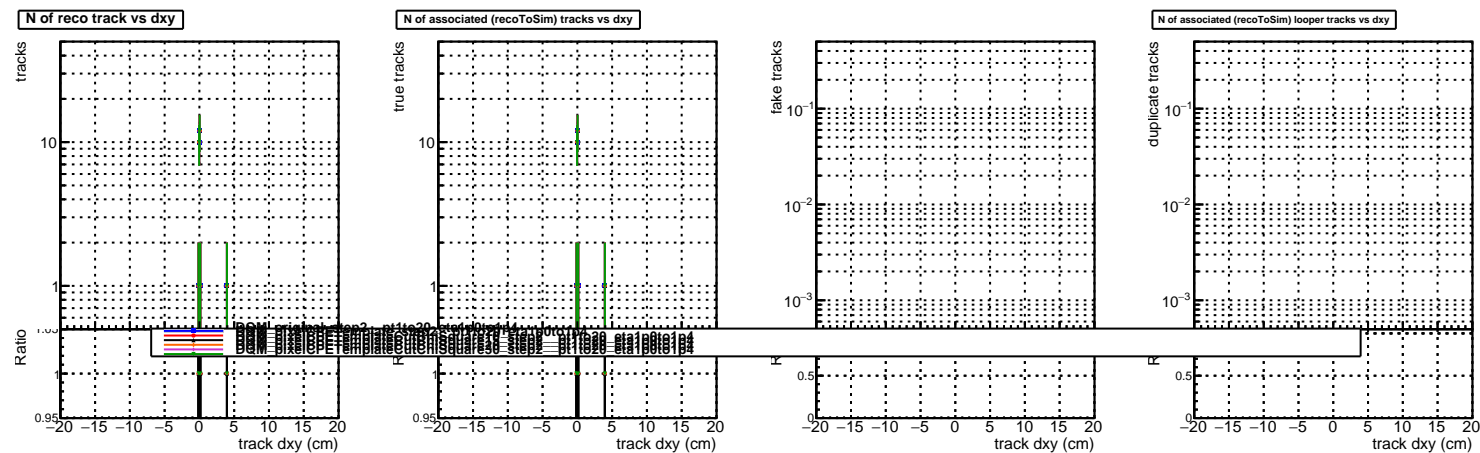 N of reco track vs dxy
tracks
10
1
Ratio
1.05
1
0.95
−20 −15 −10 −5 0 5 10 15 20
track dxy (cm)
N of associated (recoToSim) tracks vs dxy
true tracks
10
1
1
0.95
−20 −15 −10 −5 0 5 10 15 20
track dxy (cm)
fake tracks
10−1
10−2
10−3
0.5
0
−20 −15 −10 −5 0 5 10 15 20
track dxy (cm)
N of associated (recoToSim) looper tracks vs dxy
duplicate tracks
10−1
10−2
10−3
0.5
0
−20 −15 −10 −5 0 5 10 15 20
track dxy (cm)